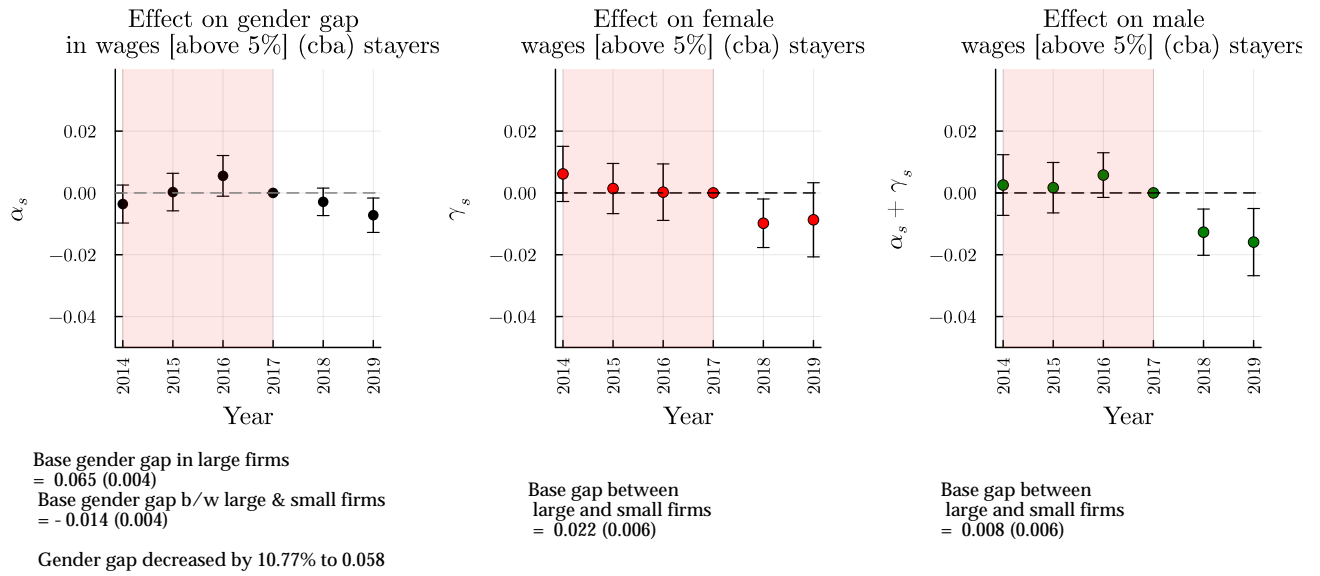 Effect on gender gap
in wages [above 5%] (cba) stayers
αs
0.02
0.00
−0.02
−0.04
2014
2015
2016
2017
2018
2019
Year
Base gender gap in large firms
= 0.065 (0.004)
Base gender gap b/w large & small firms
= - 0.014 (0.004)
Gender gap decreased by 10.77% to 0.058
Effect on female
wages [above 5%] (cba) stayers
γs
0.02
0.00
−0.02
−0.04
2014
2015
2016
2017
2018
2019
Year
Base gap between
large and small firms
= 0.022 (0.006)
Effect on male
wages [above 5%] (cba) stayers
αs + γs
0.02
0.00
−0.02
−0.04
2014
2015
2016
2017
2018
2019
Year
Base gap between
large and small firms
= 0.008 (0.006)